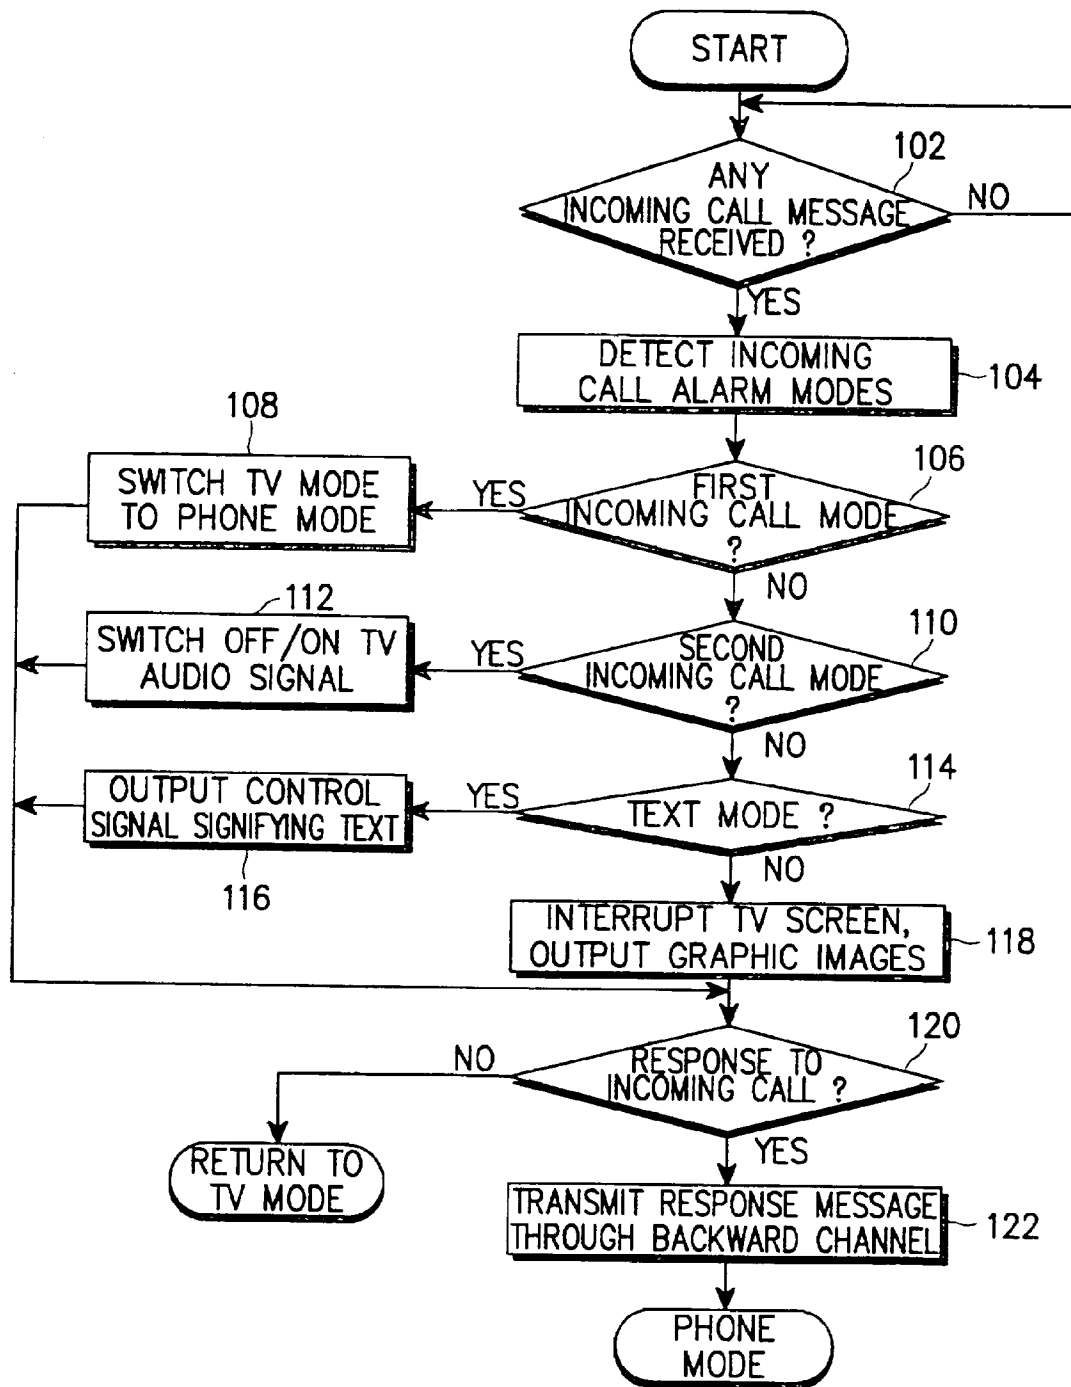 START
102
ANY
INCOMING CALL MESSAGE
RECEIVED ?
NO
YES
DETECT INCOMING
CALL ALARM MODES
104
108
SWITCH TV MODE
TO PHONE MODE
YES
106
FIRST
INCOMING CALL MODE
?
NO
112
SWITCH OFF/ON TV
AUDIO SIGNAL
YES
110
SECOND
INCOMING CALL MODE
?
NO
114
OUTPUT CONTROL
SIGNAL SIGNIFYING TEXT
YES
TEXT MODE ?
116
NO
INTERRUPT TV SCREEN,
OUTPUT GRAPHIC IMAGES
118
120
NO
RESPONSE TO
INCOMING CALL ?
YES
RETURN TO
TV MODE
TRANSMIT RESPONSE MESSAGE
THROUGH BACKWARD CHANNEL
122
PHONE
MODE